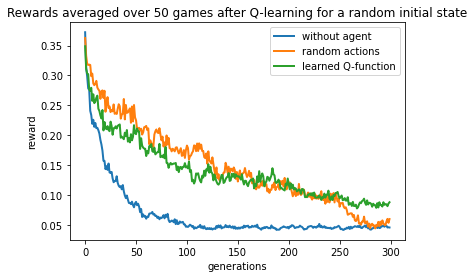 Rewards averaged over 50 games after Q-learning for a random initial state
without agent
random actions
learned Q-function
reward
0.35
0.30
0.25
0.20
0.15
0.10
0.05
0 50 100 150 200 250 300
generations